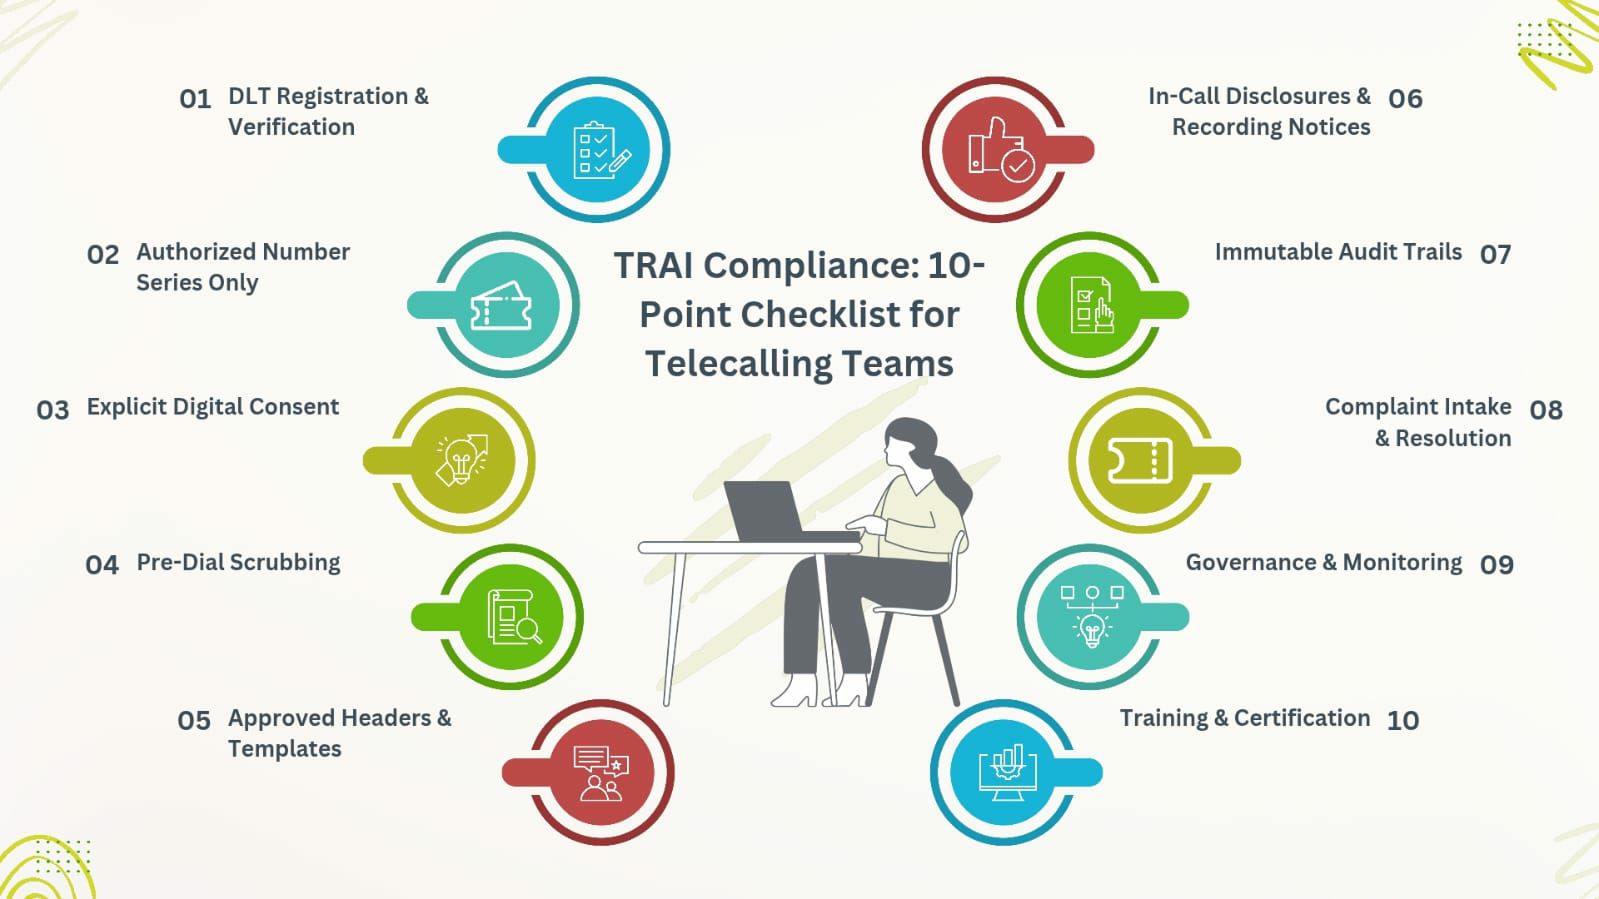 TRAI Compliance: 10-
Point Checklist for
Telecalling Teams
01 DLT Registration &
Verification
02 Authorized Number
Series Only
03 Explicit Digital Consent
04 Pre-Dial Scrubbing
05 Approved Headers &
Templates
In-Call Disclosures & 06
Recording Notices
Immutable Audit Trails 07
Complaint Intake 08
& Resolution
Governance & Monitoring 09
Training & Certification 10